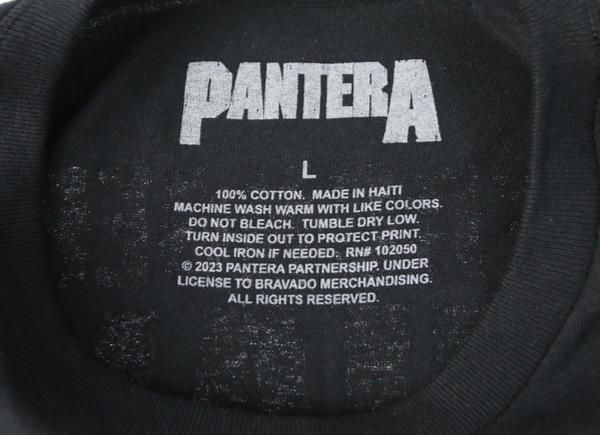 PANTERA
L
100% COTTON. MADE IN HAITI
MACHINE WASH WARM WITH LIKE COLORS.
DO NOT BLEACH. TUMBLE DRY LOW.
TURN INSIDE OUT TO PROTECT PRINT.
COOL IRON IF NEEDED. RN# 102050
© 2023 PANTERA PARTNERSHIP. UNDER
LICENSE TO BRAVADO MERCHANDISING.
ALL RIGHTS RESERVED.